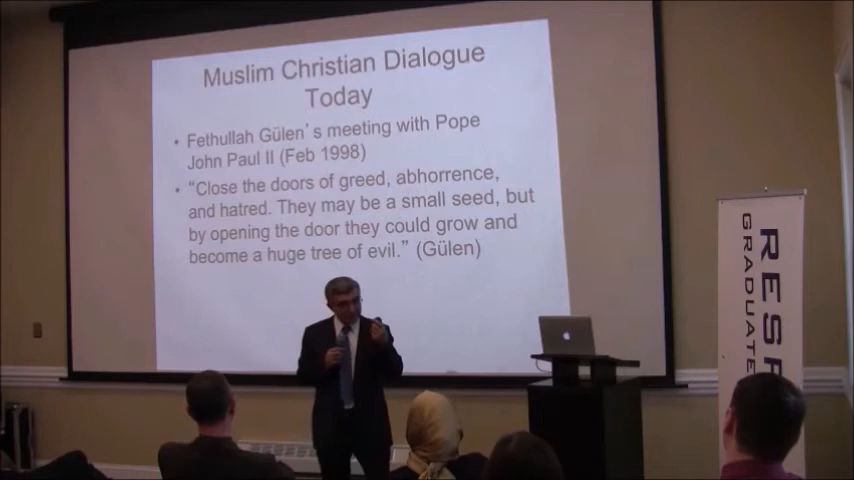 Muslim Christian Dialogue
Today
• Fethullah Gülen's meeting with Pope
John Paul II (Feb 1998)
• “Close the doors of greed, abhorrence,
and hatred. They may be a small seed, but
by opening the door they could grow and
become a huge tree of evil.” (Gülen)
GRADUATE